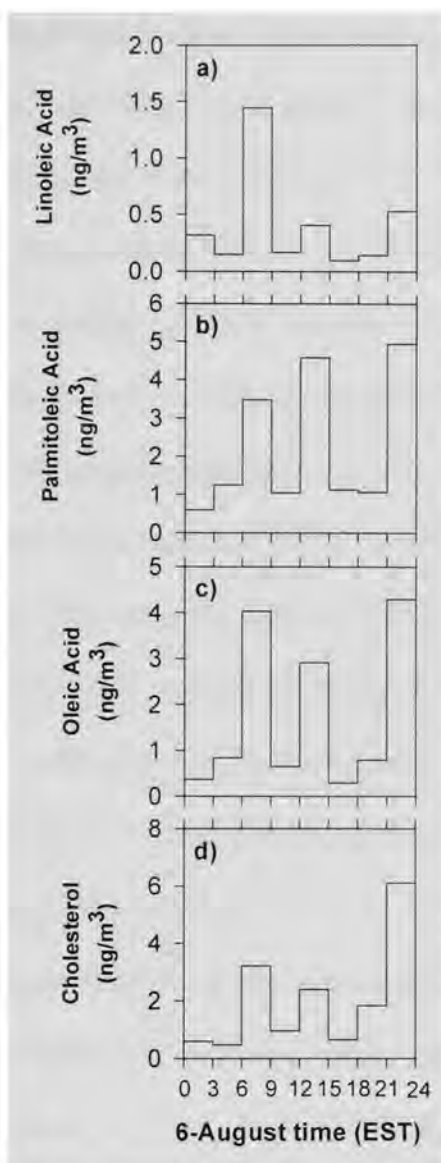 a)
Linoleic Acid
(ng/m³)
2.0
1.5
1.0
0.5
0.0
b)
Palmitoleic Acid
(ng/m³)
6
5
4
3
2
1
0
c)
Oleic Acid
(ng/m³)
5
4
3
2
1
0
d)
Cholesterol
(ng/m³)
8
6
4
2
0
0 3 6 9 12 15 18 21 24
6-August time (EST)